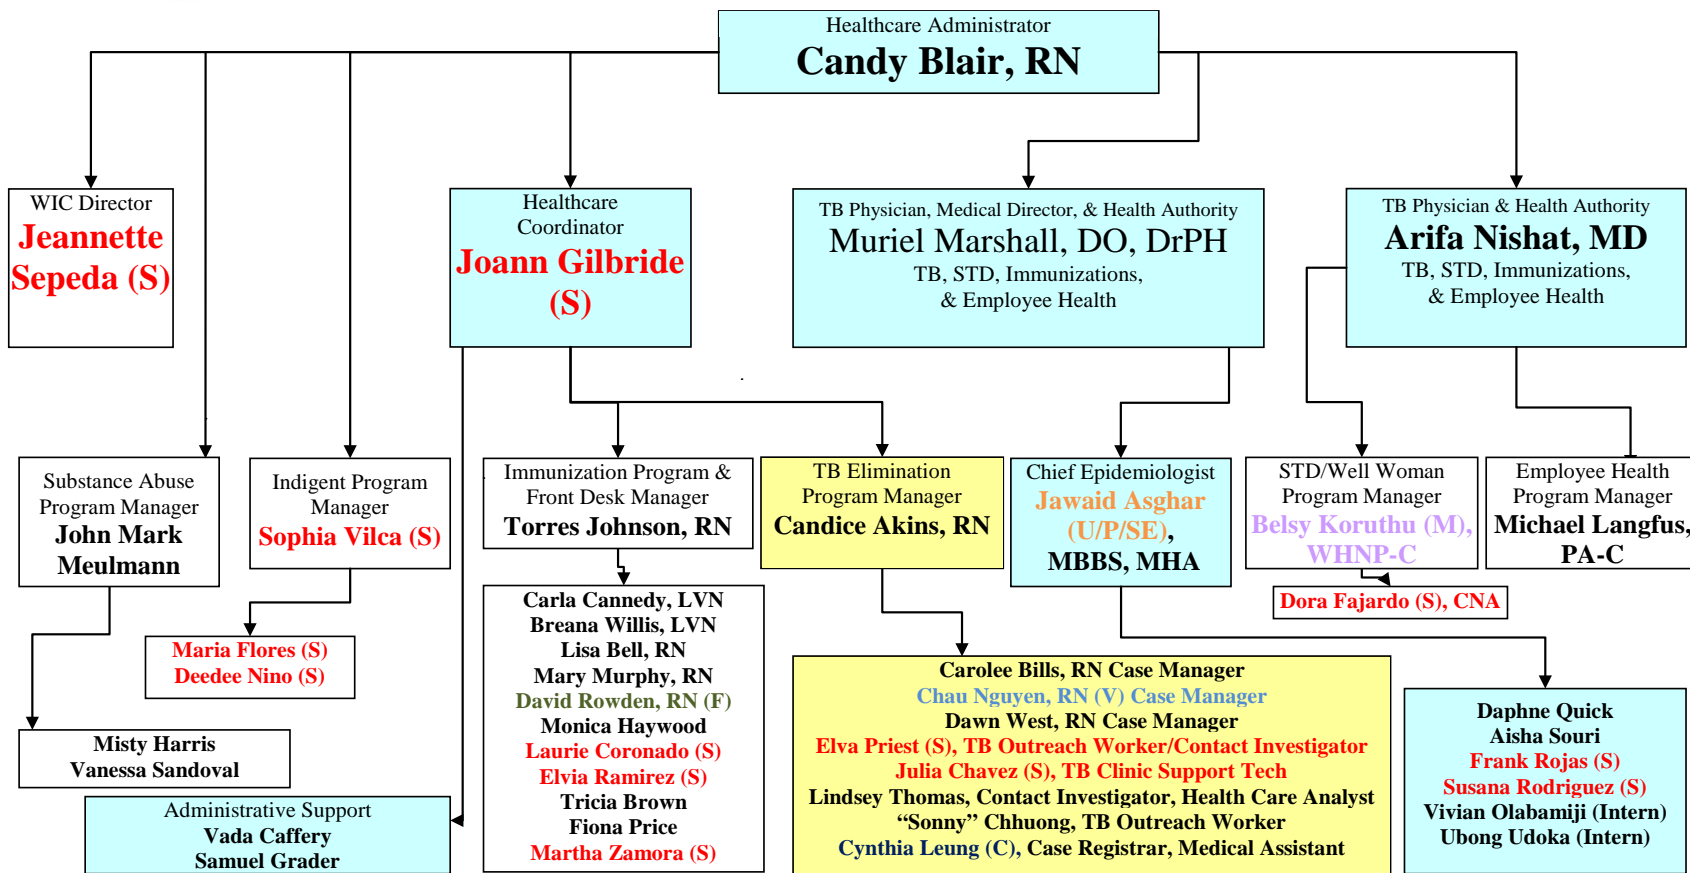 Healthcare Administrator
Candy Blair, RN
WIC Director
Jeannette
Sepeda (S)
Healthcare
Coordinator
Joann Gilbride
(S)
TB Physician, Medical Director, & Health Authority
Muriel Marshall, DO, DrPH
TB, STD, Immunizations,
& Employee Health
TB Physician & Health Authority
Arifa Nishat, MD
TB, STD, Immunizations,
& Employee Health
Substance Abuse
Program Manager
John Mark
Meulmann
Indigent Program
Manager
Sophia Vilca (S)
Immunization Program &
Front Desk Manager
Torres Johnson, RN
TB Elimination
Program Manager
Candice Akins, RN
Chief Epidemiologist
Jawaid Asghar
(U/P/SE),
MBBS, MHA
STD/Well Woman
Program Manager
Belsy Koruthu (M),
WHNP-C
Employee Health
Program Manager
Michael Langfus,
PA-C
Dora Fajardo (S), CNA
Maria Flores (S)
Deedee Nino (S)
Misty Harris
Vanessa Sandoval
Administrative Support
Vada Caffery
Samuel Grader
Carla Cannedy, LVN
Breana Willis, LVN
Lisa Bell, RN
Mary Murphy, RN
David Rowden, RN (F)
Monica Haywood
Laurie Coronado (S)
Elvia Ramirez (S)
Tricia Brown
Fiona Price
Martha Zamora (S)
Carolee Bills, RN Case Manager
Chau Nguyen, RN (V) Case Manager
Dawn West, RN Case Manager
Elva Priest (S), TB Outreach Worker/Contact Investigator
Julia Chavez (S), TB Clinic Support Tech
Lindsey Thomas, Contact Investigator, Health Care Analyst
“Sonny” Chhuong, TB Outreach Worker
Cynthia Leung (C), Case Registrar, Medical Assistant
Daphne Quick
Aisha Souri
Frank Rojas (S)
Susana Rodriguez (S)
Vivian Olabamiji (Intern)
Ubong Udoka (Intern)